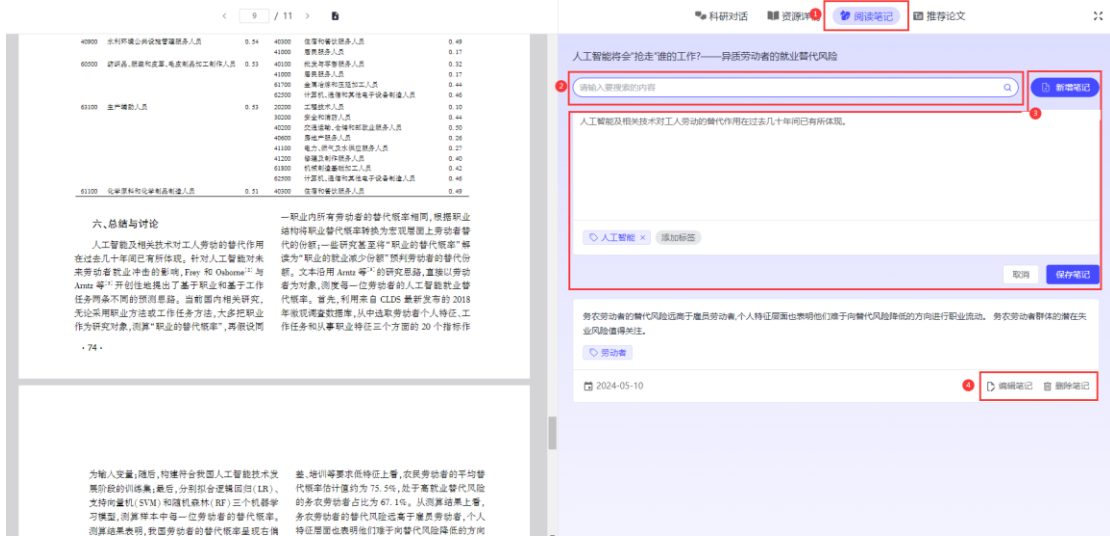 9 / 11
科研对话
资源详
1
阅读笔记
推荐论文
40900 水利环境公共设施管理服务人员 0.54 40300 住宿和餐饮服务人员 0.49
41000 居民服务人员 0.17
60500 纺织品、服装和皮革、毛皮制品加工制作人员 0.53 40100 批发与零售服务人员 0.32
41000 居民服务人员 0.17
61700 金属冶炼和压延加工人员 0.44
62500 计算机、通信和其他电子设备制造人员 0.46
63100 生产辅助人员 0.53 20200 工程技术人员 0.10
30200 安全和消防人员 0.44
40200 交通运输、仓储和邮政业服务人员 0.50
40600 房地产服务人员 0.26
41100 电力、燃气及水供应服务人员 0.27
41200 修理及制作服务人员 0.40
61800 机械制造基础加工人员 0.42
62500 计算机、通信和其他电子设备制造人员 0.46
61100 化学原料和化学制品制造人员 0.51 40300 住宿和餐饮服务人员 0.49
六、总结与讨论
人工智能及相关技术对工人劳动的替代作用
在过去几十年间已有所体现。针对人工智能对未
来劳动者就业冲击的影响,Frey 和 Osborne[2] 与
Arntz 等[4] 开创性地提出了基于职业和基于工作
任务两条不同的预测思路。当前国内相关研究,
无论采用职业方法或工作任务方法,大多把职业
作为研究对象,测算“职业的替代概率”,再假设同
· 74 ·
一职业内所有劳动者的替代概率相同,根据职业
结构将职业替代概率转换为宏观层面上劳动者替
代的份额;一些研究甚至将“职业的替代概率”解
读为“职业的就业减少份额”预判劳动者的替代份
额。文本沿用 Arntz 等[4] 的研究思路,直接以劳动
者为对象,测度每一位劳动者的人工智能就业替
代概率。首先,利用来自 CLDS 最新发布的 2018
年微观调查数据库,从中选取劳动者个人特征、工
作任务和从事职业特征三个方面的 20 个指标作
为输入变量;随后,构建符合我国人工智能技术发
展阶段的训练集;最后,分别拟合逻辑回归(LR)、
支持向量机(SVM)和随机森林(RF)三个机器学
习模型,测算样本中每一位劳动者的替代概率。
测算结果表明,我国劳动者的替代概率呈现右偏
差、培训等要求低特征上看,农民劳动者的平均替
代概率估计值约为 75.5%,处于高就业替代风险
的务农劳动者占比为 67.1%。从测算结果上看,
务农劳动者的替代风险远高于雇员劳动者,个人
特征层面也表明他们难于向替代风险降低的方向
人工智能将会“抢走”谁的工作?——异质劳动者的就业替代风险
2
请输入要搜索的内容
新增笔记
3
人工智能及相关技术对工人劳动的替代作用在过去几十年间已有所体现。
人工智能 ×
添加标签
取消
保存笔记
务农劳动者的替代风险远高于雇员劳动者,个人特征层面也表明他们难于向替代风险降低的方向进行职业流动。 务农劳动者群体的潜在失
业风险值得关注。
劳动者
2024-05-10
4
编辑笔记
删除笔记